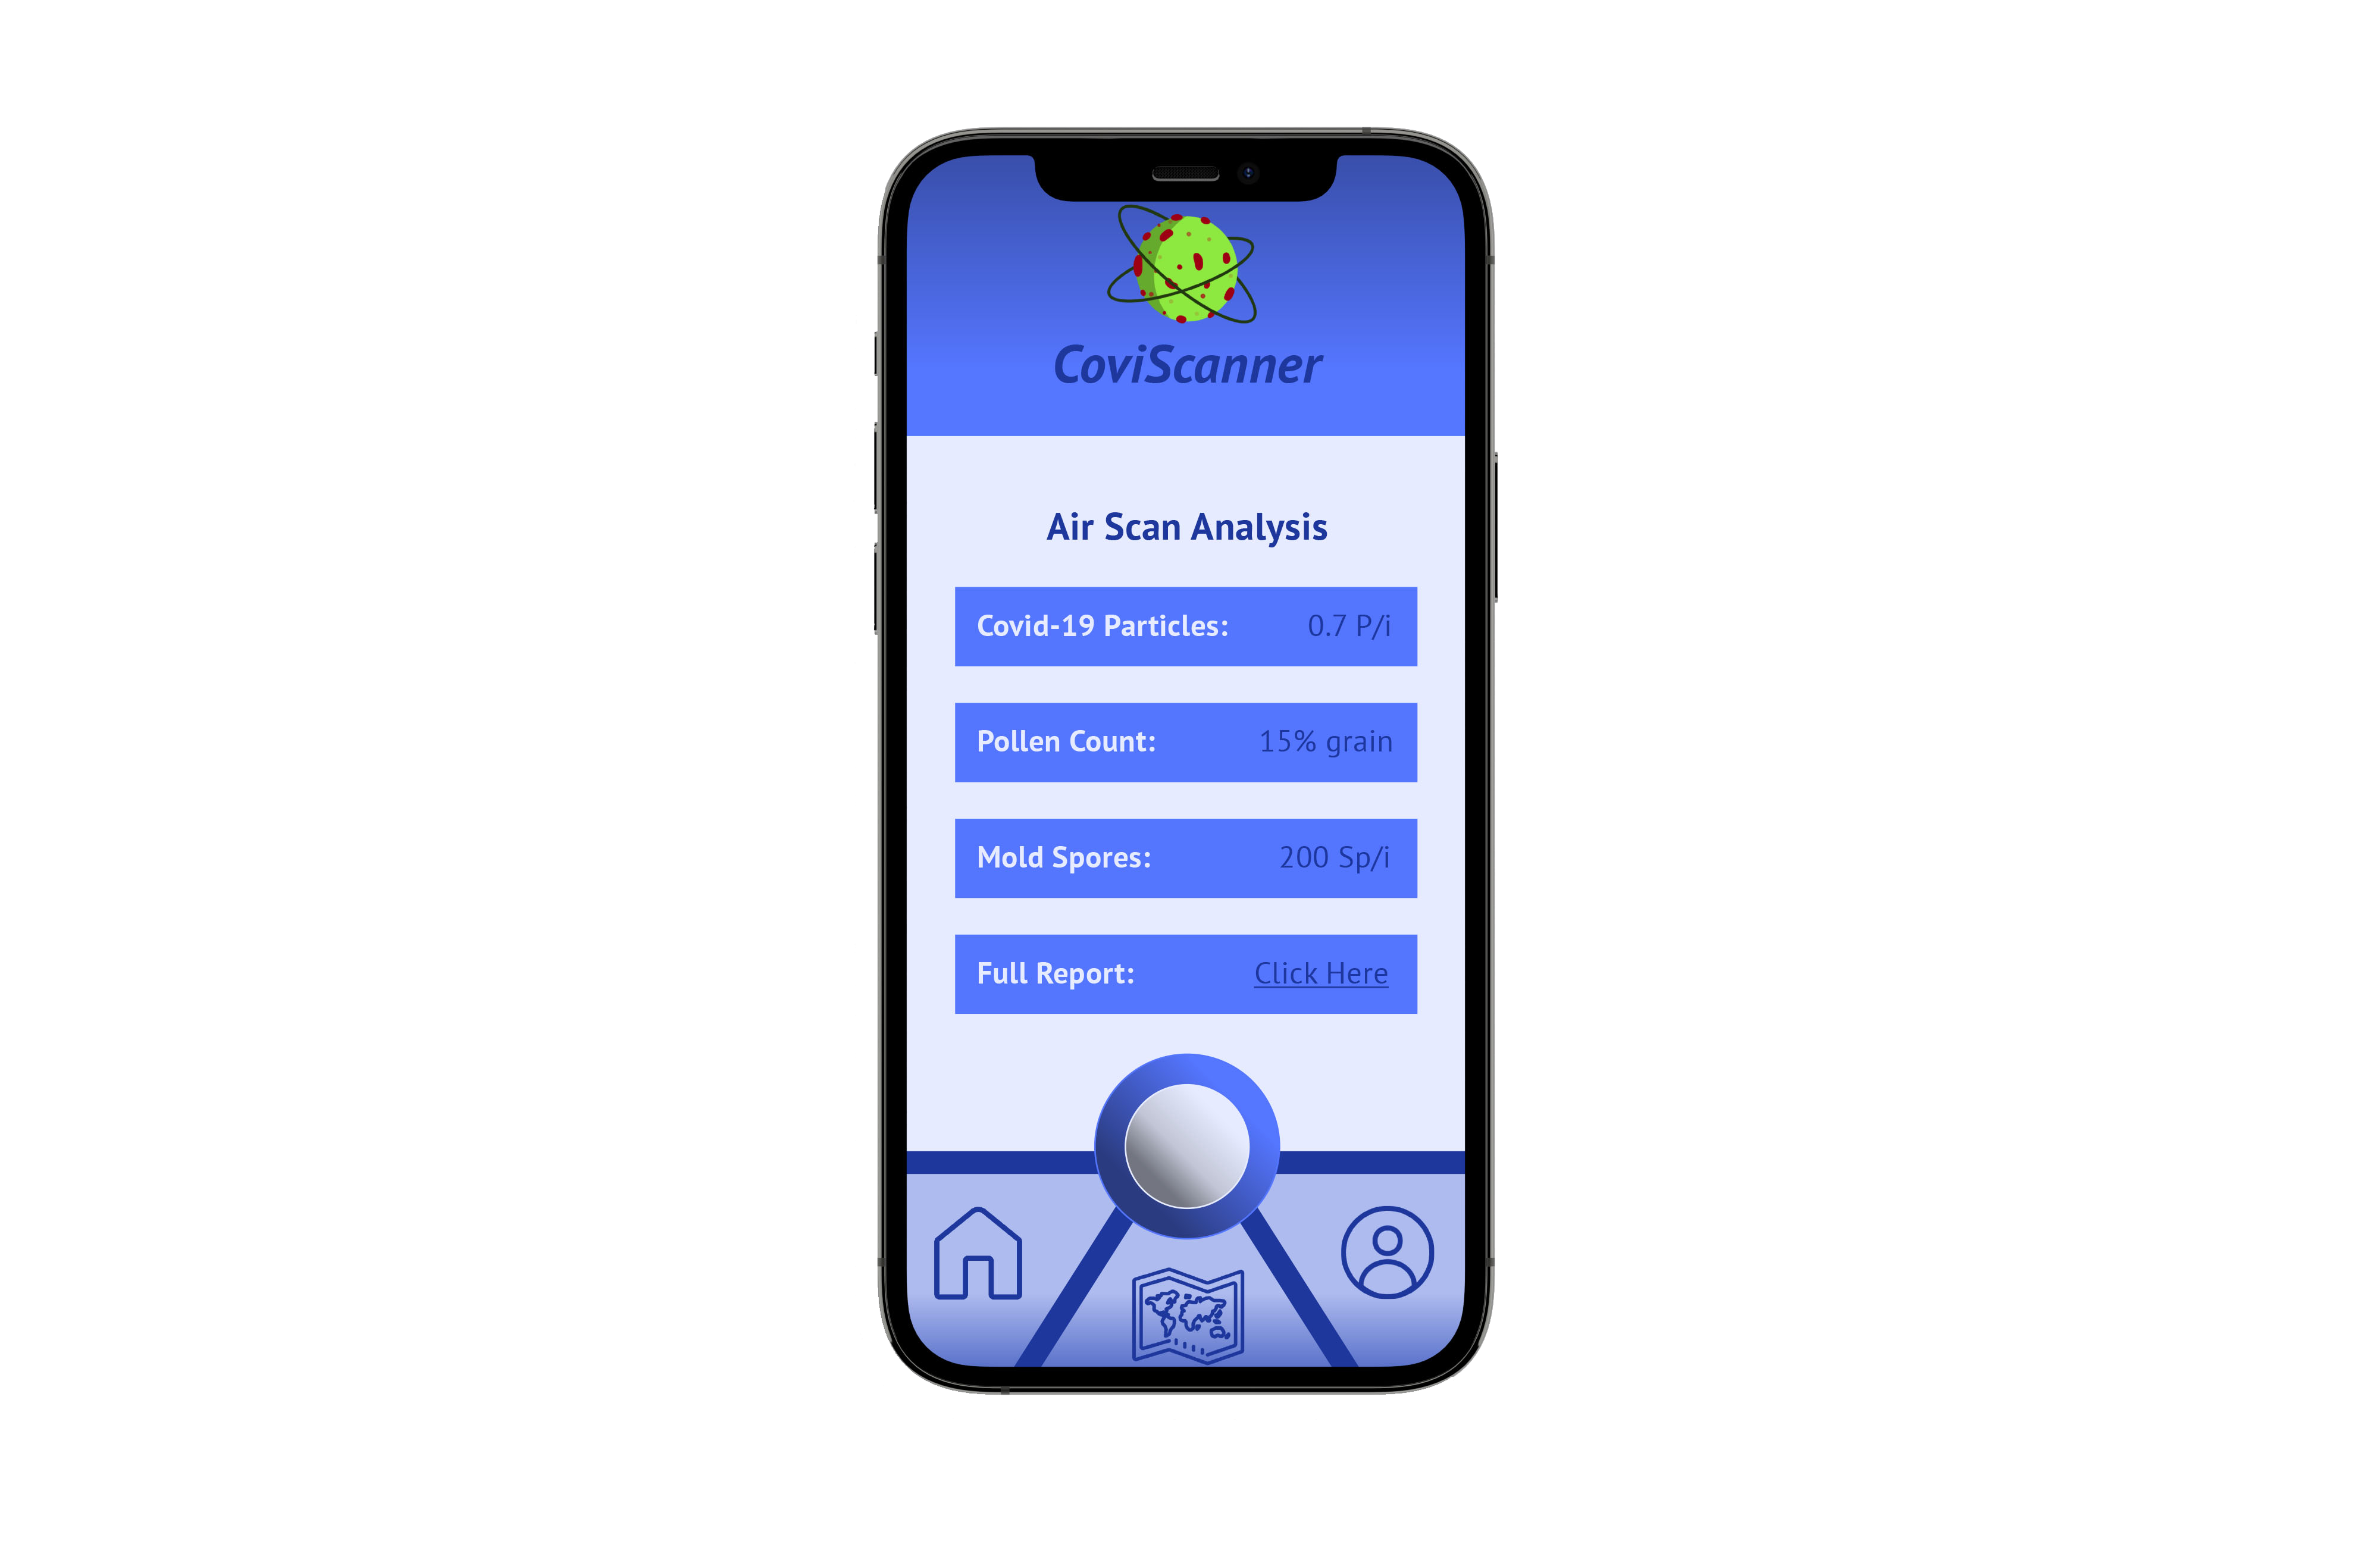 CoviScanner
Air Scan Analysis
Covid-19 Particles: 0.7 P/i
Pollen Count: 15% grain
Mold Spores: 200 Sp/i
Full Report: Click Here